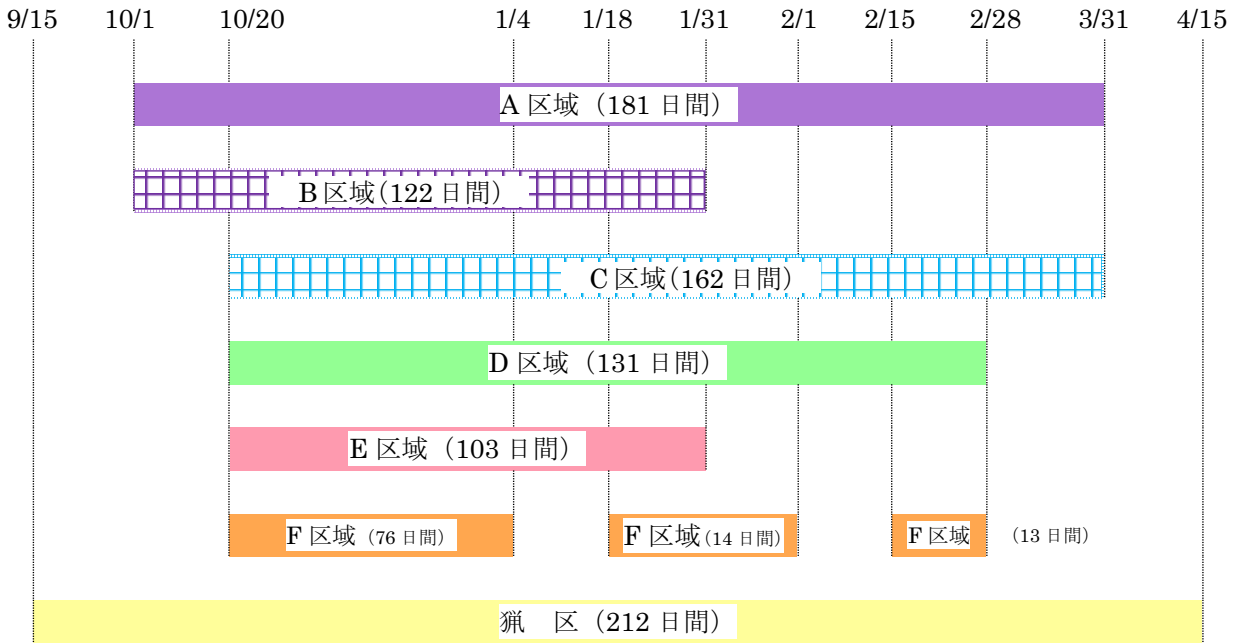 9/15 10/1 10/20 1/4 1/18 1/31 2/1 2/15 2/28 3/31 4/15
A 区域（181 日間）
B 区域（122 日間）
C 区域（162 日間）
D 区域（131 日間）
E 区域（103 日間）
F 区域（76 日間） F 区域（14 日間） F 区域 （13 日間）
猟　区（212 日間）